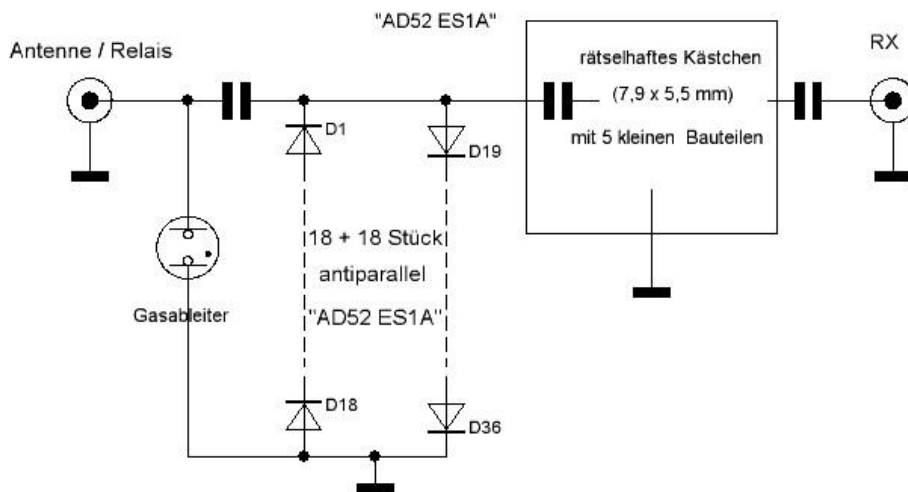 "AD52 ES1A"
Antenne / Relais
RX
rätselhaftes Kästchen
(7,9 x 5,5 mm)
mit 5 kleinen Bauteilen
D1
D19
18 + 18 Stück
antiparallel
"AD52 ES1A"
Gasableiter
D18
D36